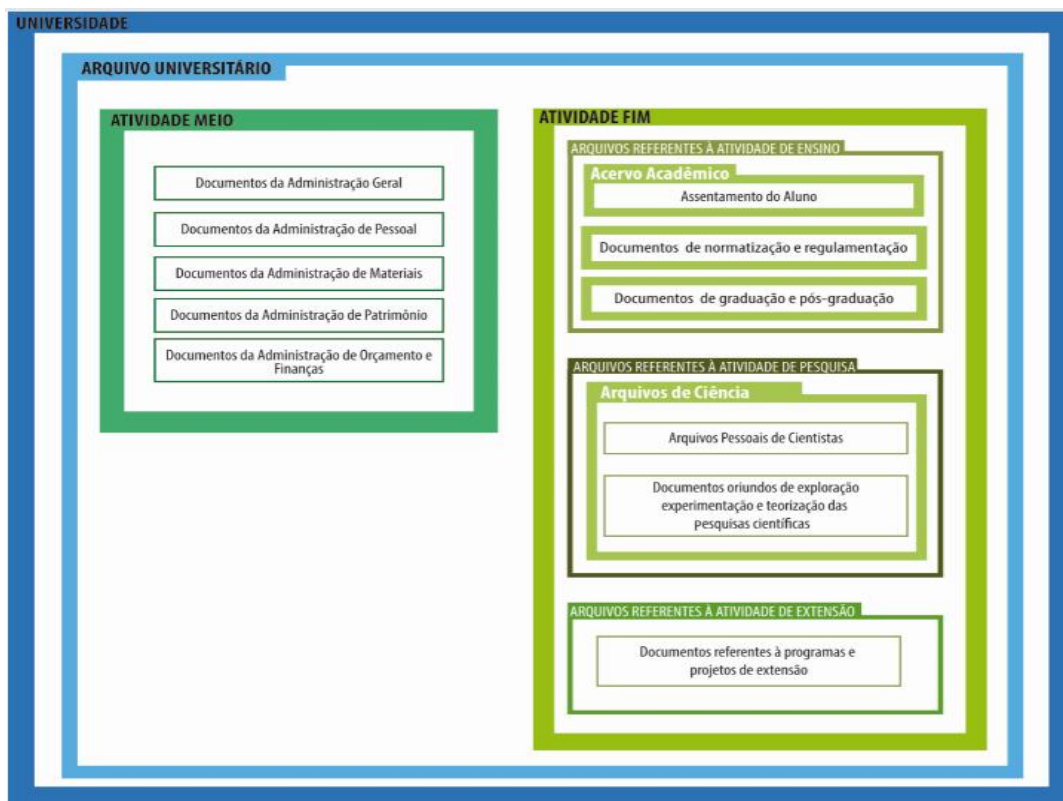 UNIVERSIDADE
ARQUIVO UNIVERSITÁRIO
ATIVIDADE MEIO
Documentos da Administração Geral
Documentos da Administração de Pessoal
Documentos da Administração de Materiais
Documentos da Administração de Patrimônio
Documentos da Administração de Orçamento e
Finanças
ATIVIDADE FIM
ARQUIVOS REFERENTES À ATIVIDADE DE ENSINO
Acervo Acadêmico
Assentamento do Aluno
Documentos de normatização e regulamentação
Documentos de graduação e pós-graduação
ARQUIVOS REFERENTES À ATIVIDADE DE PESQUISA
Arquivos de Ciência
Arquivos Pessoais de Cientistas
Documentos oriundos de exploração
experimentação e teorização das
pesquisas científicas
ARQUIVOS REFERENTES À ATIVIDADE DE EXTENSÃO
Documentos referentes à programas e
projetos de extensão